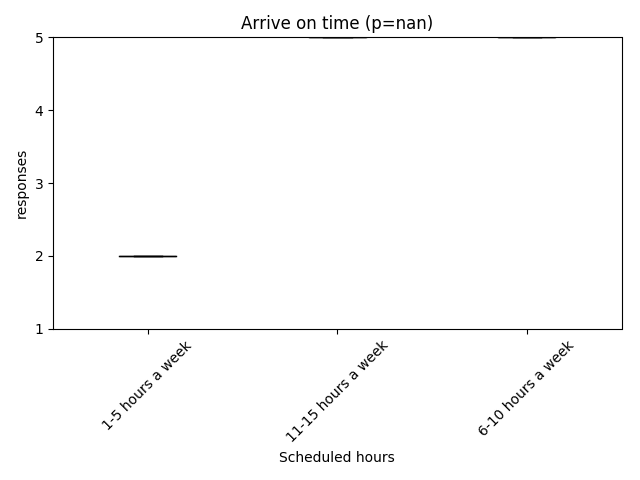 Arrive on time (p=nan)
5
4
3
2
1
responses
1-5 hours a week
11-15 hours a week
6-10 hours a week
Scheduled hours